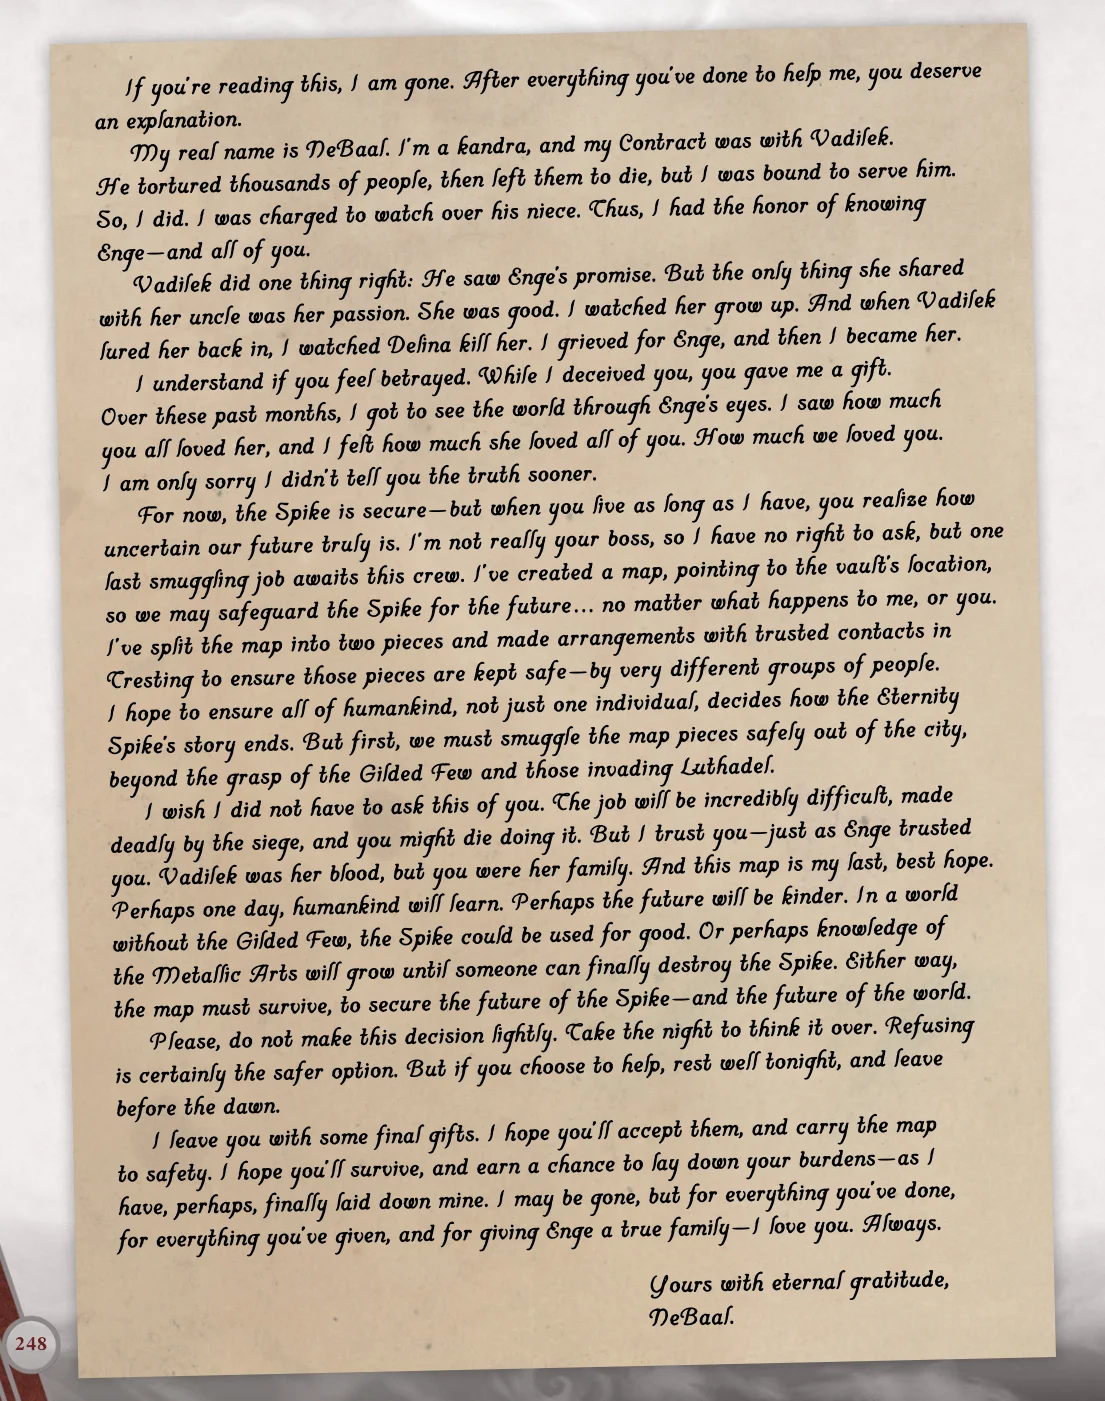 If you're reading this, I am gone. After everything you've done to help me, you deserve
an explanation.
My real name is DeBaal. I'm a kandra, and my Contract was with Vadilek.
He tortured thousands of people, then left them to die, but I was bound to serve him.
So, I did. I was charged to watch over his niece. Thus, I had the honor of knowing
Enge—and all of you.
Vadilek did one thing right: He saw Enge's promise. But the only thing she shared
with her uncle was her passion. She was good. I watched her grow up. And when Vadilek
lured her back in, I watched Delina kill her. I grieved for Enge, and then I became her.
I understand if you feel betrayed. While I deceived you, you gave me a gift.
Over these past months, I got to see the world through Enge's eyes. I saw how much
you all loved her, and I felt how much she loved all of you. How much we loved you.
I am only sorry I didn't tell you the truth sooner.
For now, the Spike is secure—but when you live as long as I have, you realize how
uncertain our future truly is. I'm not really your boss, so I have no right to ask, but one
last smuggling job awaits this crew. I've created a map, pointing to the vault's location,
so we may safeguard the Spike for the future... no matter what happens to me, or you.
I've split the map into two pieces and made arrangements with trusted contacts in
Tresting to ensure those pieces are kept safe—by very different groups of people.
I hope to ensure all of humankind, not just one individual, decides how the Eternity
Spike's story ends. But first, we must smuggle the map pieces safely out of the city,
beyond the grasp of the Gilded Few and those invading Luthadel.
I wish I did not have to ask this of you. The job will be incredibly difficult, made
deadly by the siege, and you might die doing it. But I trust you—just as Enge trusted
you. Vadilek was her blood, but you were her family. And this map is my last, best hope.
Perhaps one day, humankind will learn. Perhaps the future will be kinder. In a world
without the Gilded Few, the Spike could be used for good. Or perhaps knowledge of
the Metallic Arts will grow until someone can finally destroy the Spike. Either way,
the map must survive, to secure the future of the Spike—and the future of the world.
Please, do not make this decision lightly. Take the night to think it over. Refusing
is certainly the safer option. But if you choose to help, rest well tonight, and leave
before the dawn.
I leave you with some final gifts. I hope you'll accept them, and carry the map
to safety. I hope you'll survive, and earn a chance to lay down your burdens—as I
have, perhaps, finally laid down mine. I may be gone, but for everything you've done,
for everything you've given, and for giving Enge a true family—I love you. Always.
Yours with eternal gratitude,
DeBaal.
248